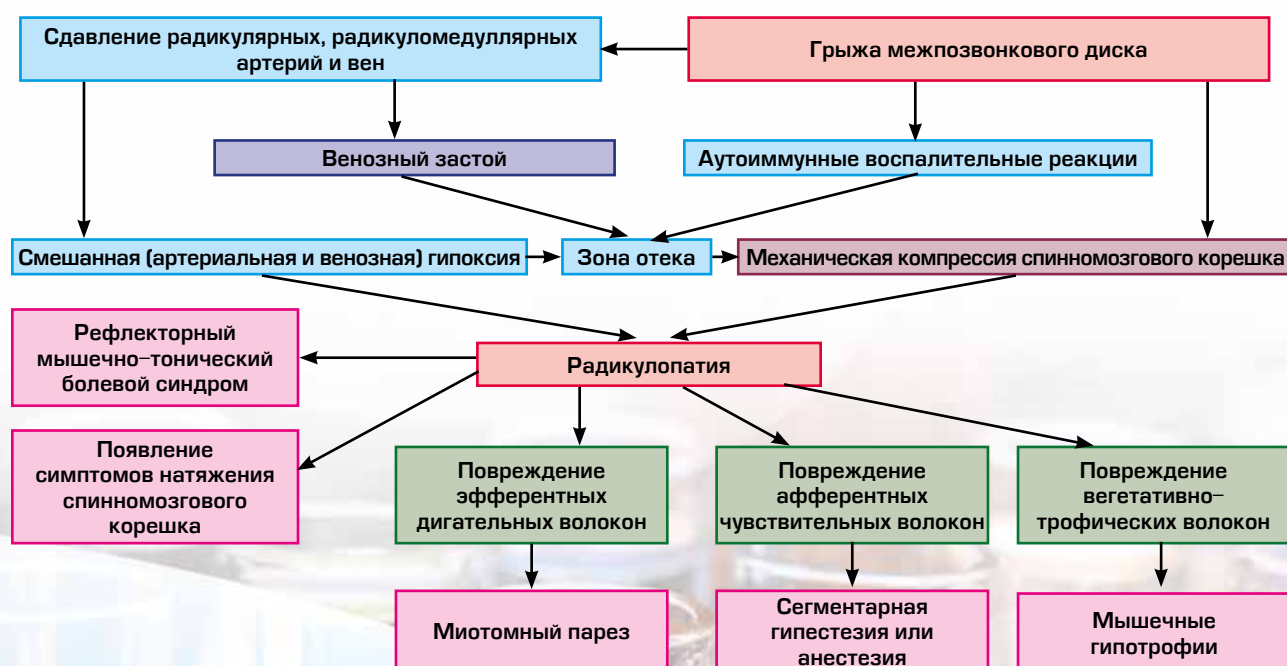 Сдавление радикулярных, радикуломедуллярных
артерий и вен
Грыжа межпозвонкового диска
Венозный застой
Аутоиммунные воспалительные реакции
Смешанная (артериальная и венозная) гипоксия
Зона отека
Механическая компрессия спинномозгового корешка
Рефлекторный
мышечно–тонический
болевой синдром
Радикулопатия
Появление
симптомов натяжения
спинномозгового
корешка
Повреждение
эфферентных
дигательных волокон
Повреждение
афферентных
чувствительных волокон
Повреждение
вегетативно–
трофических волокон
Миотомный парез
Сегментарная
гипестезия или
анестезия
Мышечные
гипотрофии